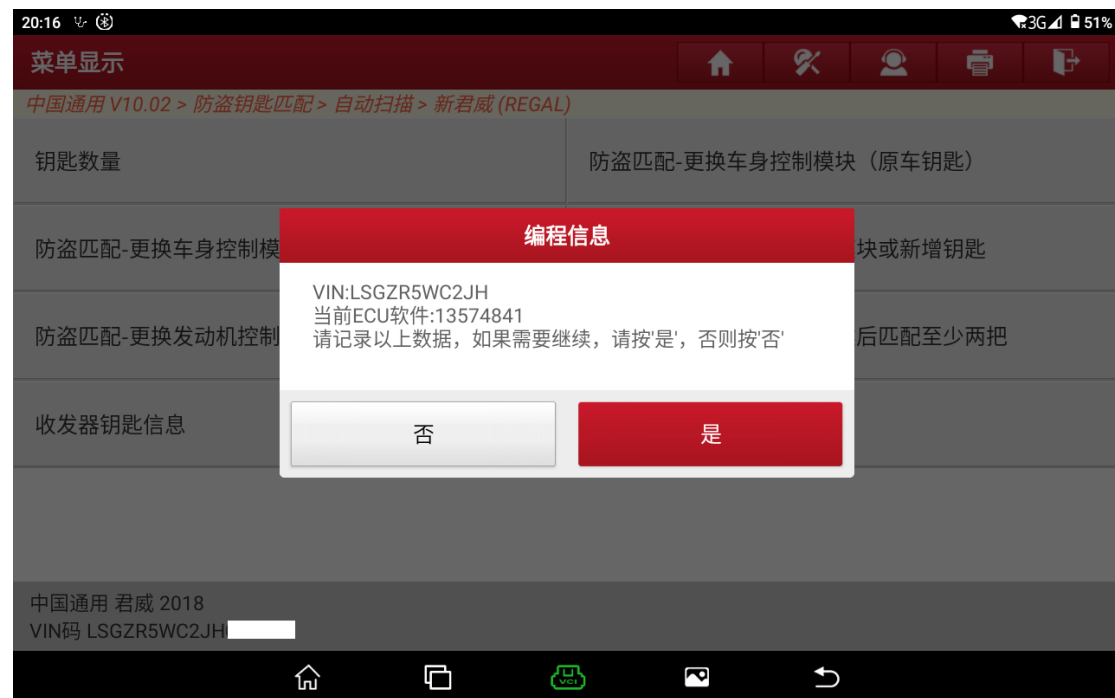 20:16
3G 51%
菜单显示
中国通用 V10.02 > 防盗钥匙匹配 > 自动扫描 > 新君威 (REGAL)
钥匙数量
防盗匹配-更换车身控制模块（原车钥匙）
防盗匹配-更换车身控制模
块或新增钥匙
防盗匹配-更换发动机控制
后匹配至少两把
收发器钥匙信息
编程信息
VIN:LSGZR5WC2JH
当前ECU软件:13574841
请记录以上数据，如果需要继续，请按'是'，否则按'否'
否
是
中国通用 君威 2018
VIN码 LSGZR5WC2JH
VCI